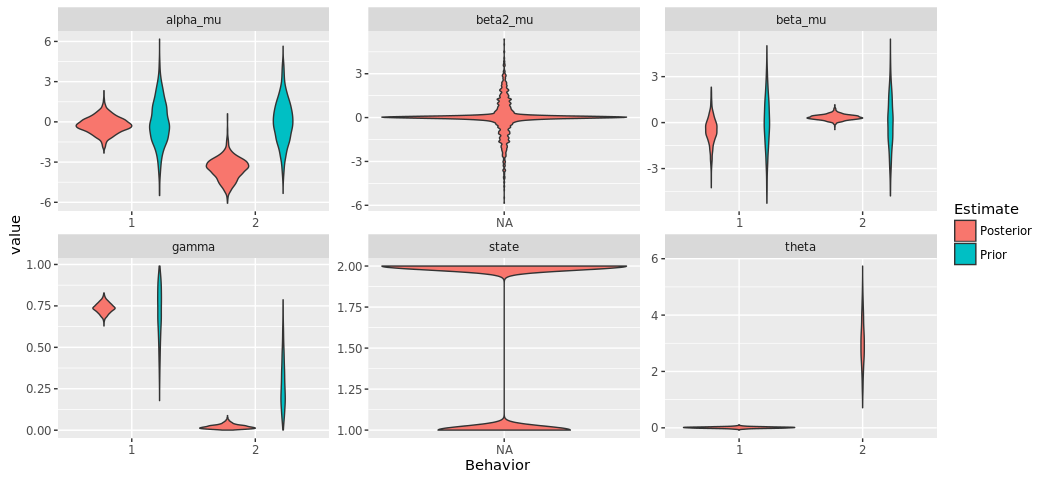 alpha_mu beta2_mu beta_mu
6 3 0 -3 -6
3 0 -3 -6
3 0 -3
1 2 NA 1 2
value
gamma state theta
1.00 0.75 0.50 0.25 0.00
2.00 1.75 1.50 1.25 1.00
6 4 2 0
1 2 NA 1 2
Behavior
Estimate
Posterior
Prior